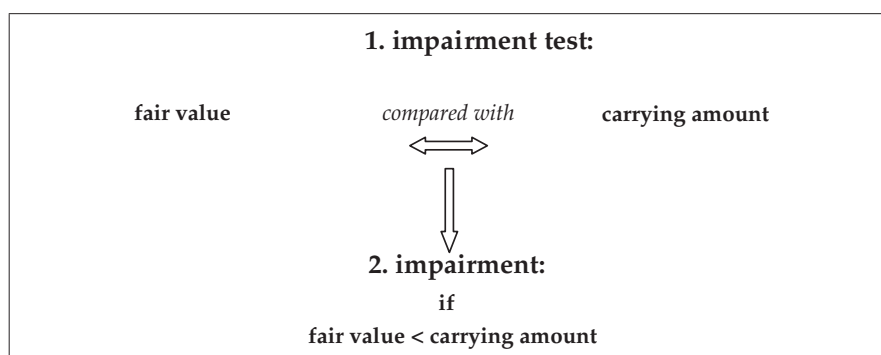 1. impairment test:
fair value compared with carrying amount
2. impairment:
if
fair value < carrying amount